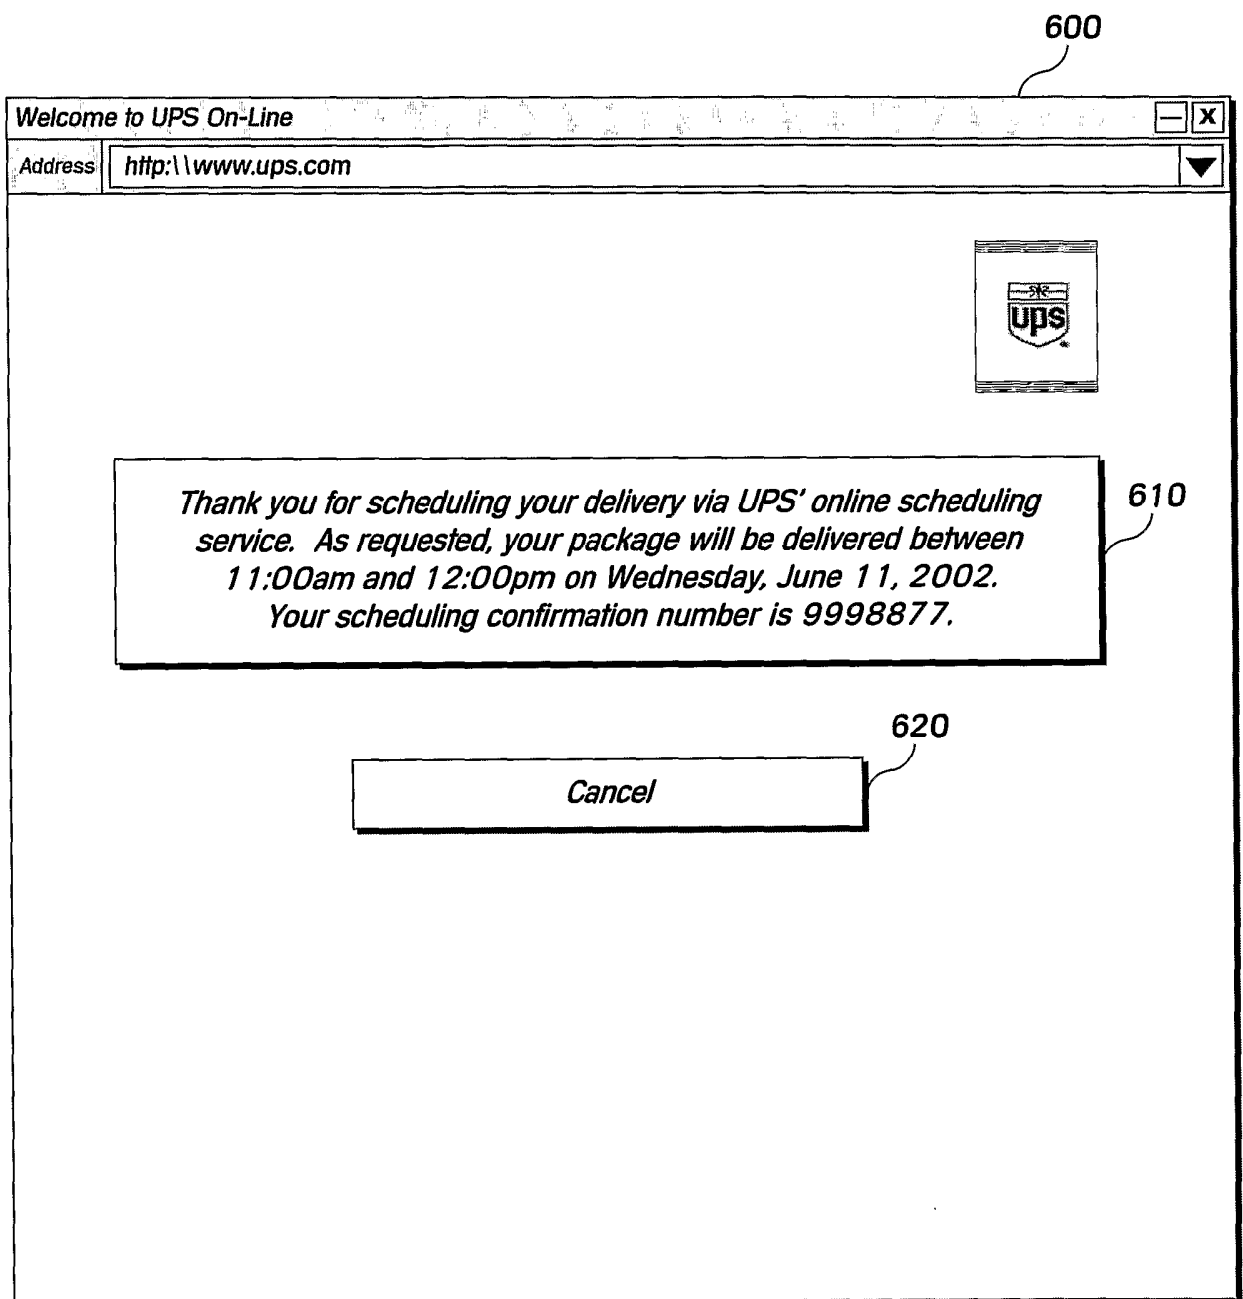 600
Welcome to UPS On-Line
— X
Address http:\\www.ups.com
ups
Thank you for scheduling your delivery via UPS' online scheduling
service. As requested, your package will be delivered between
11:00am and 12:00pm on Wednesday, June 11, 2002.
Your scheduling confirmation number is 9998877.
610
620
Cancel